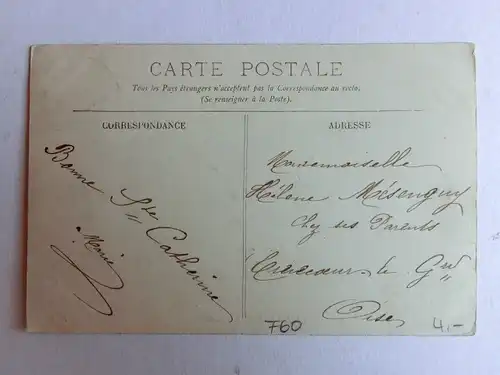 CARTE POSTALE
Tous les Pays étrangers n'acceptent pas la Correspondance au recto.
(Se renseigner à la Poste).
CORRESPONDANCE
Bonne Ste Catherine
Marie
ADRESSE
Mademoiselle
Hélène Mésenguy
chez ses Parents
Crèvecoeur le Gd
Oise
760
4,-